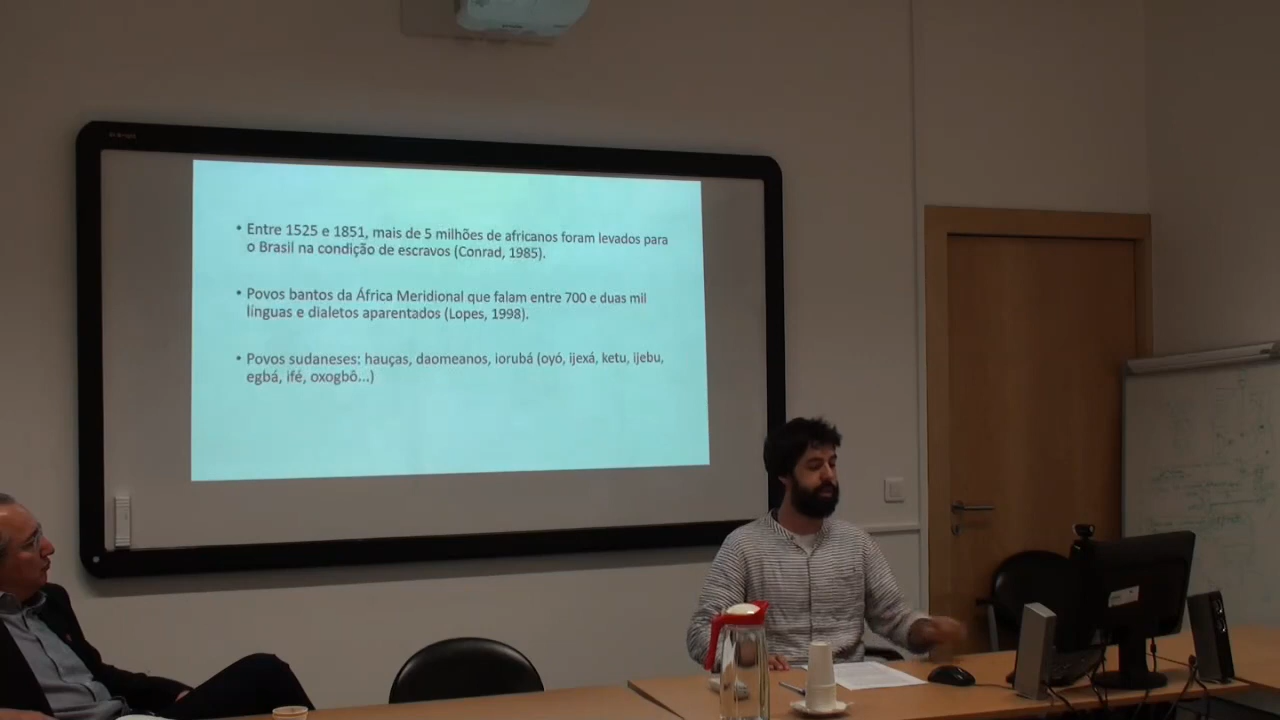 • Entre 1525 e 1851, mais de 5 milhões de africanos foram levados para
o Brasil na condição de escravos (Conrad, 1985).
• Povos bantos da África Meridional que falam entre 700 e duas mil
línguas e dialetos aparentados (Lopes, 1998).
• Povos sudaneses: hauças, daomeanos, iorubá (oyó, ijexá, ketu, ijebu,
egbá, ifé, oxogbô...)